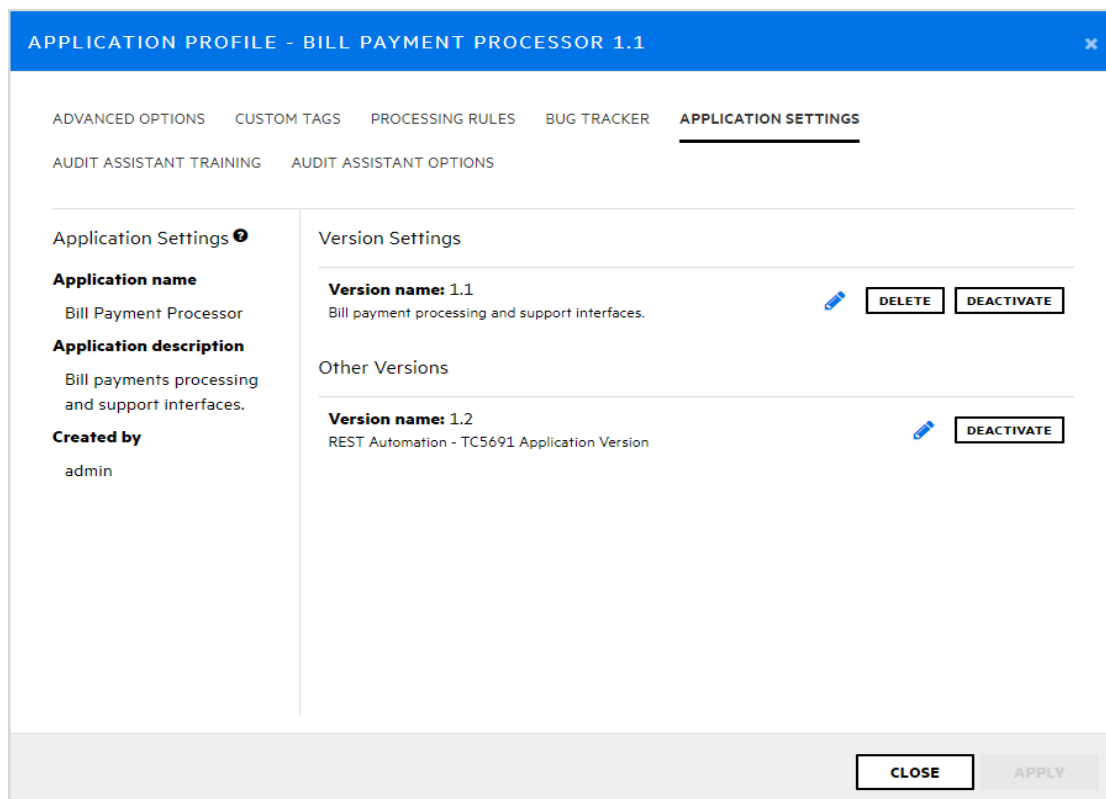 APPLICATION PROFILE - BILL PAYMENT PROCESSOR 1.1
ADVANCED OPTIONS CUSTOM TAGS PROCESSING RULES BUG TRACKER APPLICATION SETTINGS
AUDIT ASSISTANT TRAINING AUDIT ASSISTANT OPTIONS
Application Settings
Application name
Bill Payment Processor
Application description
Bill payments processing
and support interfaces.
Created by
admin
Version Settings
Version name: 1.1
Bill payment processing and support interfaces.
DELETE DEACTIVATE
Other Versions
Version name: 1.2
REST Automation - TC5691 Application Version
DEACTIVATE
CLOSE APPLY